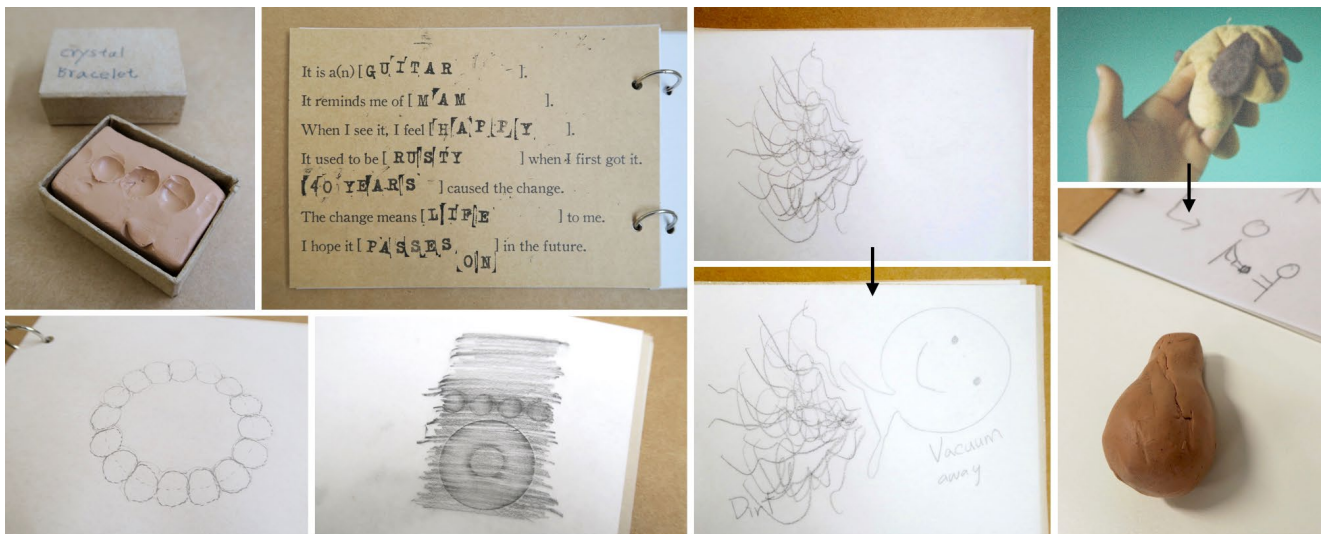 Crystal
Bracelot
It is a(n) [GUITAR ].
It reminds me of [MAM ].
When I see it, I feel [HAPPY ].
It used to be [RUSTY ] when I first got it.
[40 YEARS ] caused the change.
The change means [LIFE ] to me.
I hope it [PASSES ON] in the future.
Dirt
Vacuum
away